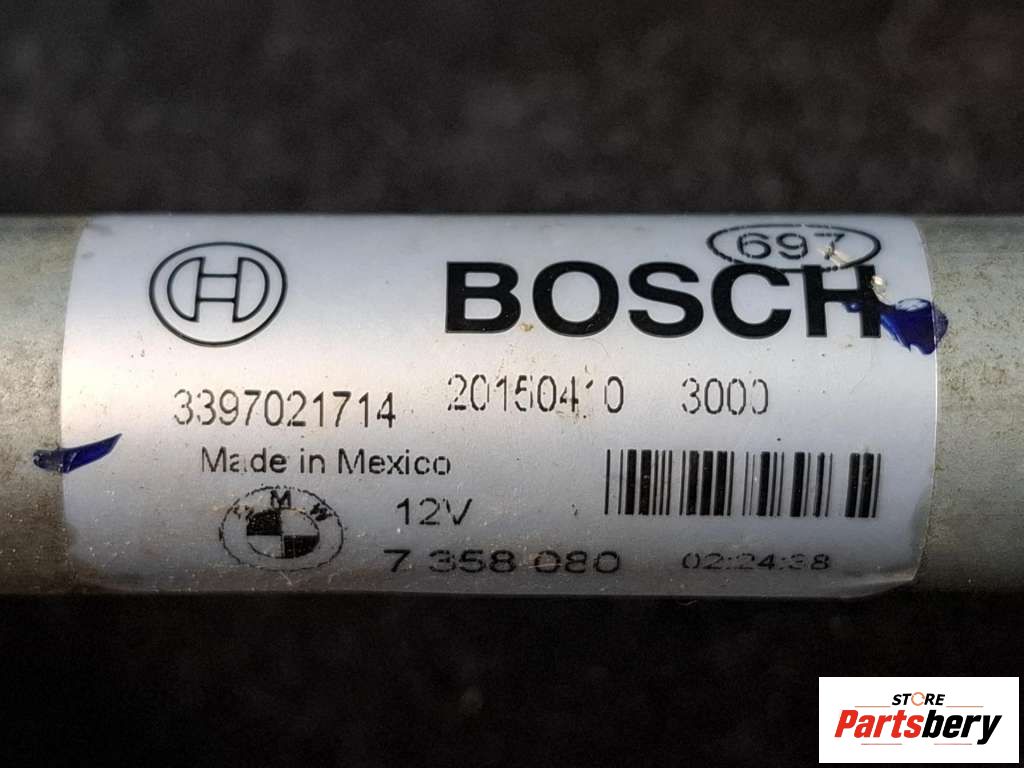 697
BOSCH
3397021714 20150410 3000
Made in Mexico
BMW
12V
7 358 080 02:24:38
STORE
Partsbery